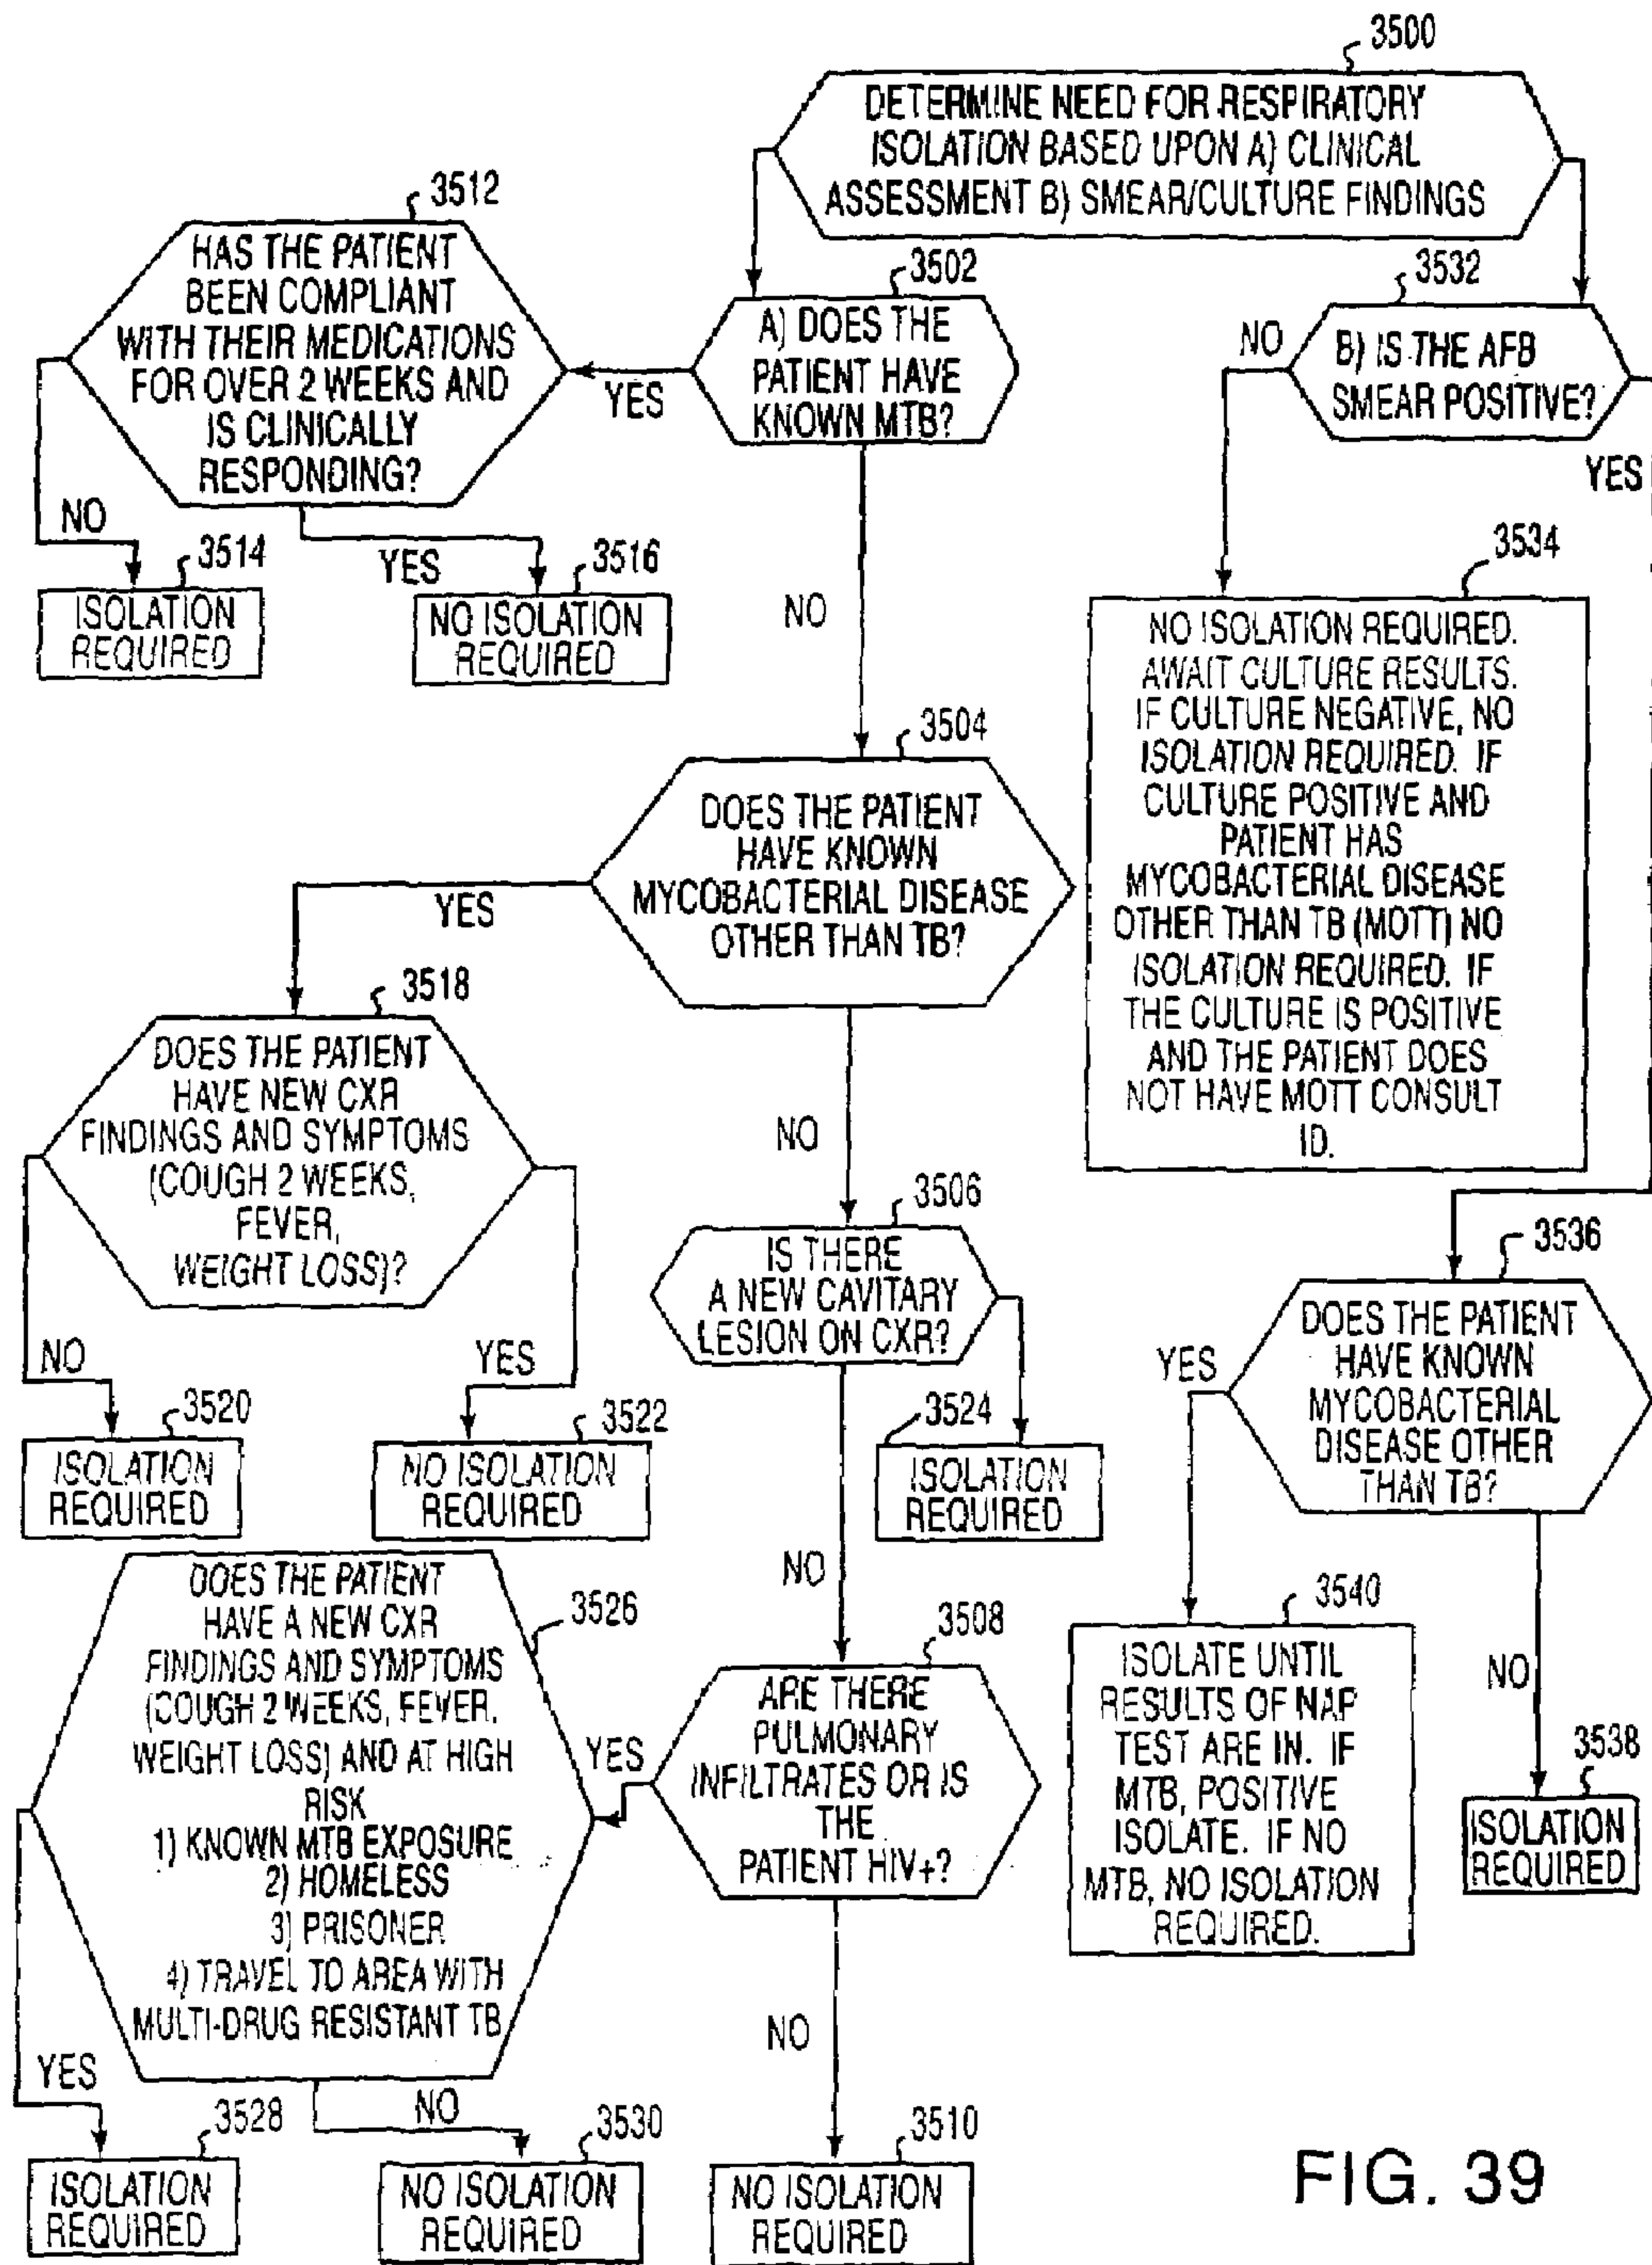 3500
DETERMINE NEED FOR RESPIRATORY
ISOLATION BASED UPON A) CLINICAL
ASSESSMENT B) SMEAR/CULTURE FINDINGS
3512
HAS THE PATIENT
BEEN COMPLIANT
WITH THEIR MEDICATIONS
FOR OVER 2 WEEKS AND
IS CLINICALLY
RESPONDING?
NO
3514
ISOLATION
REQUIRED
YES
3516
NO ISOLATION
REQUIRED
3502
A) DOES THE
PATIENT HAVE
KNOWN MTB?
YES
NO
3532
B) IS THE AFB
SMEAR POSITIVE?
NO
YES
3534
NO ISOLATION REQUIRED.
AWAIT CULTURE RESULTS.
IF CULTURE NEGATIVE, NO
ISOLATION REQUIRED. IF
CULTURE POSITIVE AND
PATIENT HAS
MYCOBACTERIAL DISEASE
OTHER THAN TB (MOTT) NO
ISOLATION REQUIRED. IF
THE CULTURE IS POSITIVE
AND THE PATIENT DOES
NOT HAVE MOTT CONSULT
ID.
3504
DOES THE PATIENT
HAVE KNOWN
MYCOBACTERIAL DISEASE
OTHER THAN TB?
YES
NO
3518
DOES THE PATIENT
HAVE NEW CXR
FINDINGS AND SYMPTOMS
(COUGH 2 WEEKS,
FEVER,
WEIGHT LOSS)?
NO
YES
3520
ISOLATION
REQUIRED
3522
NO ISOLATION
REQUIRED
3506
IS THERE
A NEW CAVITARY
LESION ON CXR?
3524
ISOLATION
REQUIRED
NO
3536
DOES THE PATIENT
HAVE KNOWN
MYCOBACTERIAL
DISEASE OTHER
THAN TB?
YES
NO
3540
ISOLATE UNTIL
RESULTS OF NAP
TEST ARE IN. IF
MTB, POSITIVE
ISOLATE. IF NO
MTB, NO ISOLATION
REQUIRED.
3538
ISOLATION
REQUIRED
3526
DOES THE PATIENT
HAVE A NEW CXR
FINDINGS AND SYMPTOMS
(COUGH 2 WEEKS, FEVER,
WEIGHT LOSS) AND AT HIGH
RISK
1) KNOWN MTB EXPOSURE
2) HOMELESS
3) PRISONER
4) TRAVEL TO AREA WITH
MULTI-DRUG RESISTANT TB
YES
3508
ARE THERE
PULMONARY
INFILTRATES OR IS
THE
PATIENT HIV+?
NO
YES
NO
3528
ISOLATION
REQUIRED
3530
NO ISOLATION
REQUIRED
3510
NO ISOLATION
REQUIRED
FIG. 39